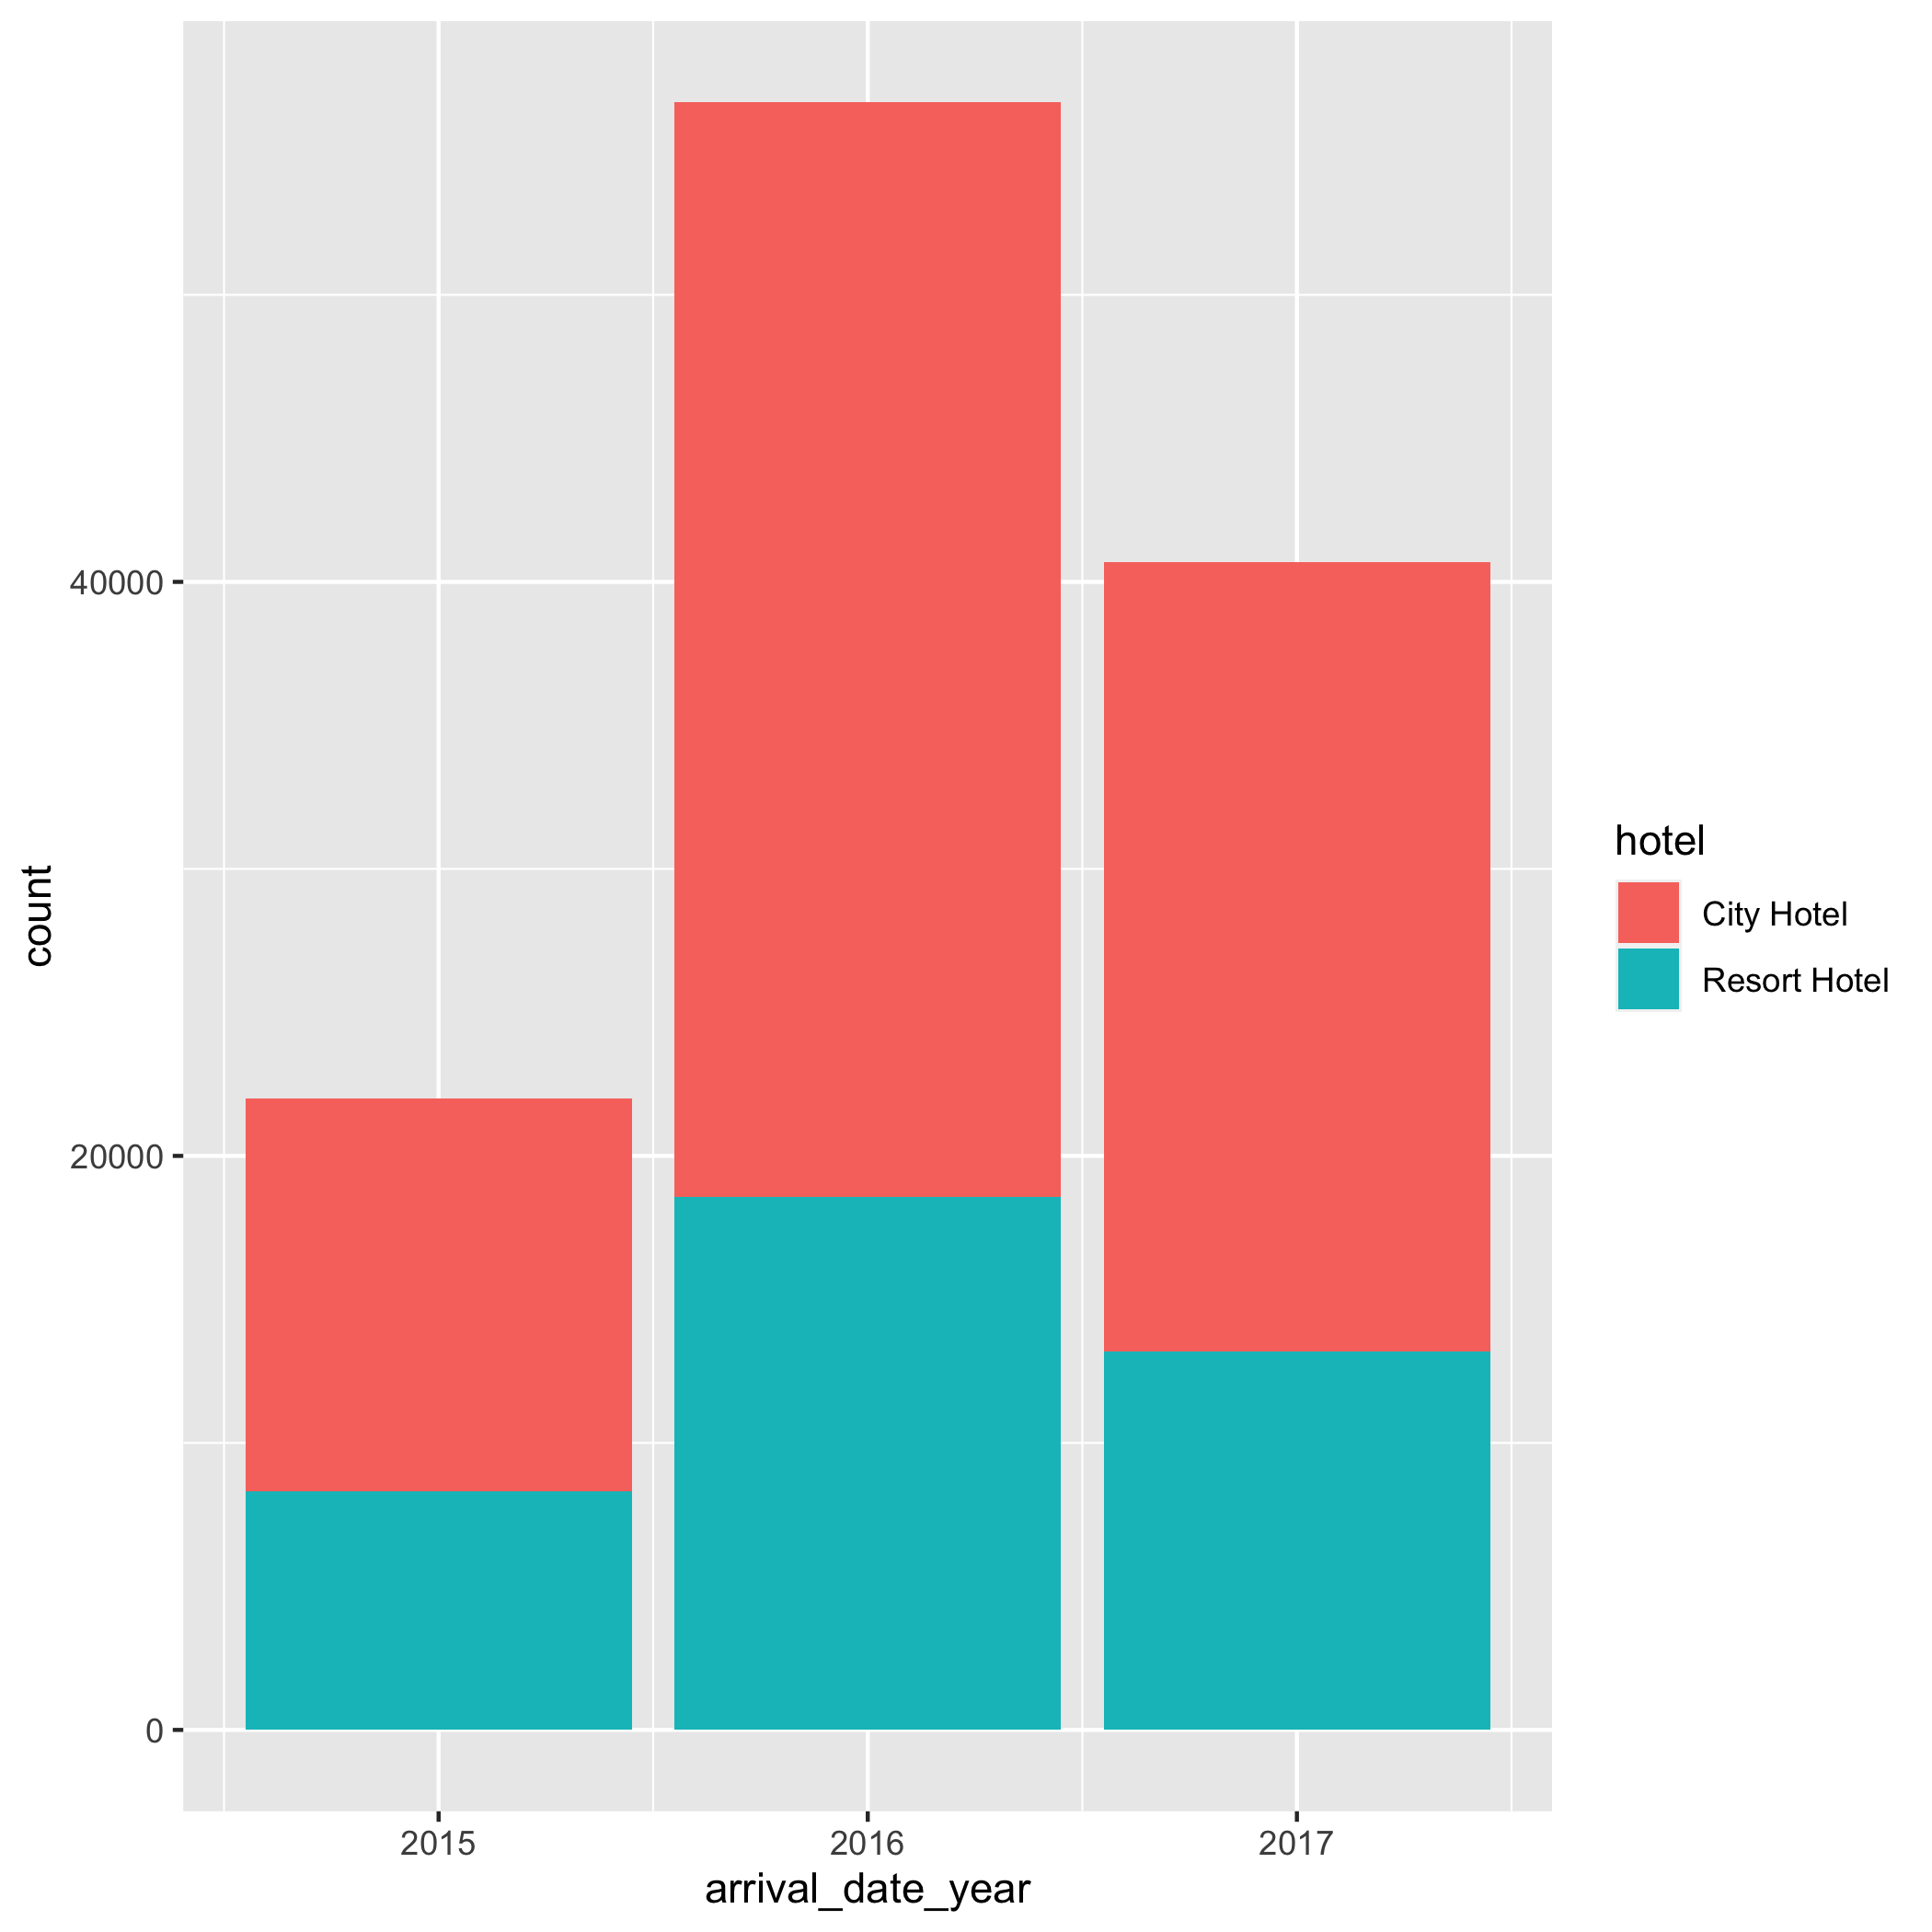 count
40000
20000
0
2015 2016 2017
arrival_date_year
hotel
City Hotel
Resort Hotel